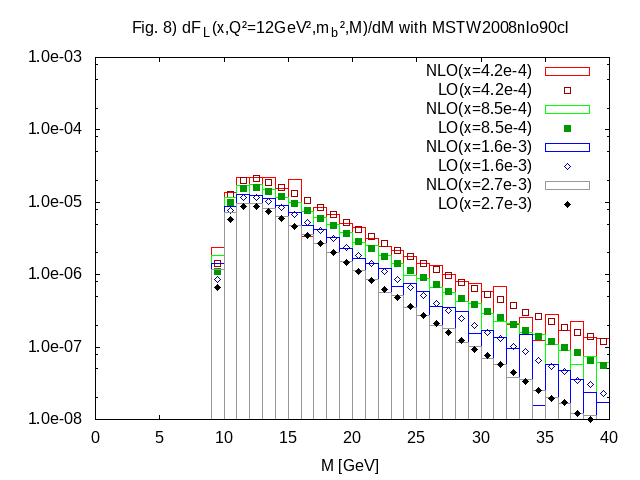 Fig. 8) dF_L(x,Q²=12GeV²,m_b²,M)/dM with MSTW2008nlo90cl
1.0e-03
NLO(x=4.2e-4)
LO(x=4.2e-4)
NLO(x=8.5e-4)
1.0e-04
LO(x=8.5e-4)
NLO(x=1.6e-3)
LO(x=1.6e-3)
NLO(x=2.7e-3)
1.0e-05
LO(x=2.7e-3)
1.0e-06
1.0e-07
1.0e-08
0 5 10 15 20 25 30 35 40
M [GeV]